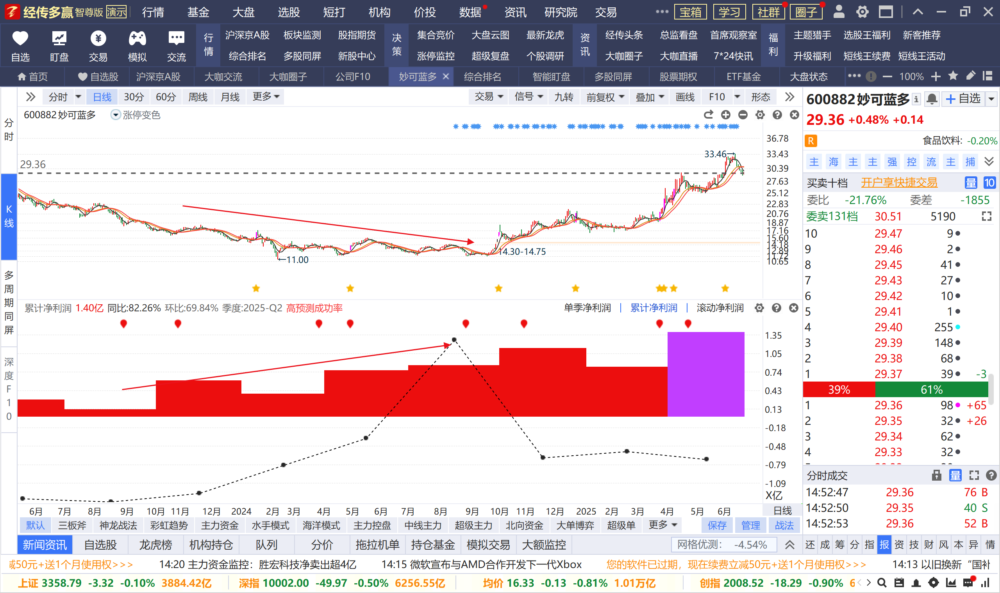 经传多赢 智尊版 演示 行情 基金 大盘 选股 短打 机构 价投 数据 资讯 研究院 交易 宝箱 学习 社群 圈子
自选 盯盘 交易 模拟 交流
行情 沪深京A股 板块监测 股指期货 决策 集合竞价 大盘云图 最新龙虎 资讯 经传头条 总监看盘 首席观察室 福利 主题猎手 选股王福利 新客推荐
综合排名 多股同屏 新股中心 涨停监控 超级复盘 个股调研 大咖圈子 大咖直播 7*24快讯 升级福利 短线王续费 短线王活动
首页 自选股 沪深京A股 大咖交流 大咖圈子 公司F10 妙可蓝多 综合排名 智能盯盘 多股同屏 股票期权 ETF基金 大盘状态 100%
分时
K线
多周期同屏
深度F10
分时 日线 30分 60分 周线 月线 更多 交易 信号 九转 前复权 叠加 画线 F10 形态
600882妙可蓝多 涨停变色
36.78
33.43
30.39
27.63
25.12
22.83
20.76
18.87
17.16
15.60
14.18
12.89
11.72
10.65
29.36
33.46→
←11.00
14.30-14.75
累计净利润 1.40亿 同比:82.26% 环比:69.84% 季度:2025-Q2 高预测成功率 单季净利润 | 累计净利润 | 滚动净利润
1.35
1.05
0.74
0.43
0.13
-0.18
-0.48
-0.79
-1.09
X亿
6月 7月 8月 9月 10月 11月 12月 2024 2月 3月 4月 5月 6月 7月 8月 9月 10月 11月 12月 2025 2月 3月 4月 5月 6月 日线
默认 三板斧 神龙战法 彩虹趋势 主力资金 水手模式 海洋模式 主力控盘 中线主力 超级主力 北向资金 大单博弈 超级单 更多 保存 管理 战法
新闻资讯 自选股 龙虎榜 机构持仓 队列 分价 拖拉机单 持仓基金 模拟交易 大额监控 网格优测: -4.54%
600882妙可蓝多 自选
29.36 +0.48% +0.14
R 食品饮料: -0.20%
主 海 主 主 强 控 流 主 捕
买卖十档 开户享快捷交易 量 10
委比 -21.76% 委差 -1855
委卖131档 30.51 5190
10 29.47 9
9 29.46 2
8 29.45 41
7 29.43 27
6 29.42 10
5 29.41 1
4 29.40 255
3 29.39 148
2 29.38 68
1 29.37 39 -3
39% 61%
1 29.36 98 +65
2 29.35 32 +26
3 29.34 62
4 29.33 32
分时成交 量
14:52:47 29.36 76 B
14:52:50 29.35 40 S
14:52:53 29.36 52 B
还 成 筹 分 指 报 资 技 财 风 本 异 情
减50元+送1个月使用权>>> 14:20 主力资金监控：胜宏科技净卖出超4亿 14:15 微软宣布与AMD合作开发下一代Xbox 您的软件已过期，现在续费立减50元+送1个月使用权>>> 14:13 以旧换新“国补
上证 3358.79 -3.32 -0.10% 3884.42亿 深指 10002.00 -49.97 -0.50% 6256.55亿 均价 16.33 -0.13 -0.81% 1.01万亿 创指 2008.52 -18.29 -0.90% 6